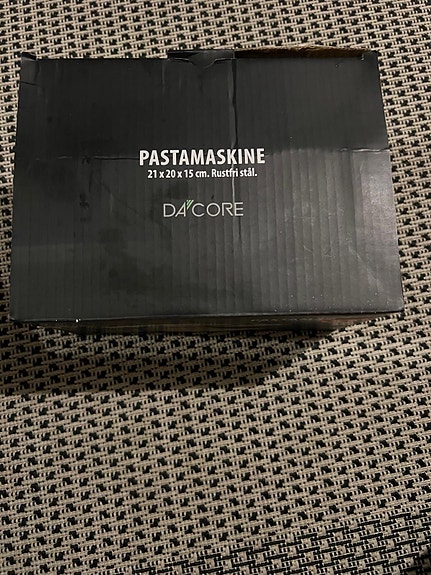 PASTAMASKINE
21 x 20 x 15 cm. Rustfri stål.
DA'CORE